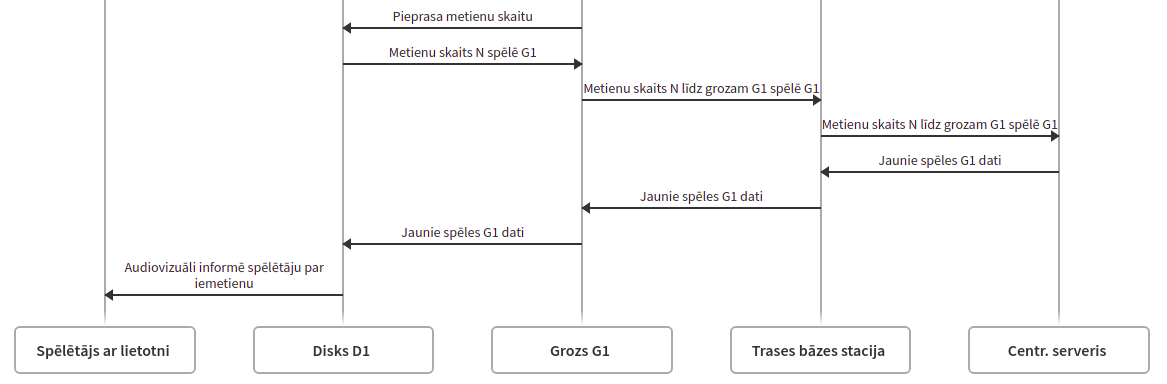 Pieprasa metienu skaitu
Metienu skaits N spēlē G1
Metienu skaits N līdz grozam G1 spēlē G1
Metienu skaits N līdz grozam G1 spēlē G1
Jaunie spēles G1 dati
Jaunie spēles G1 dati
Jaunie spēles G1 dati
Audiovizuāli informē spēlētāju par
iemetienu
Spēlētājs ar lietotni
Disks D1
Grozs G1
Trases bāzes stacija
Centr. serveris